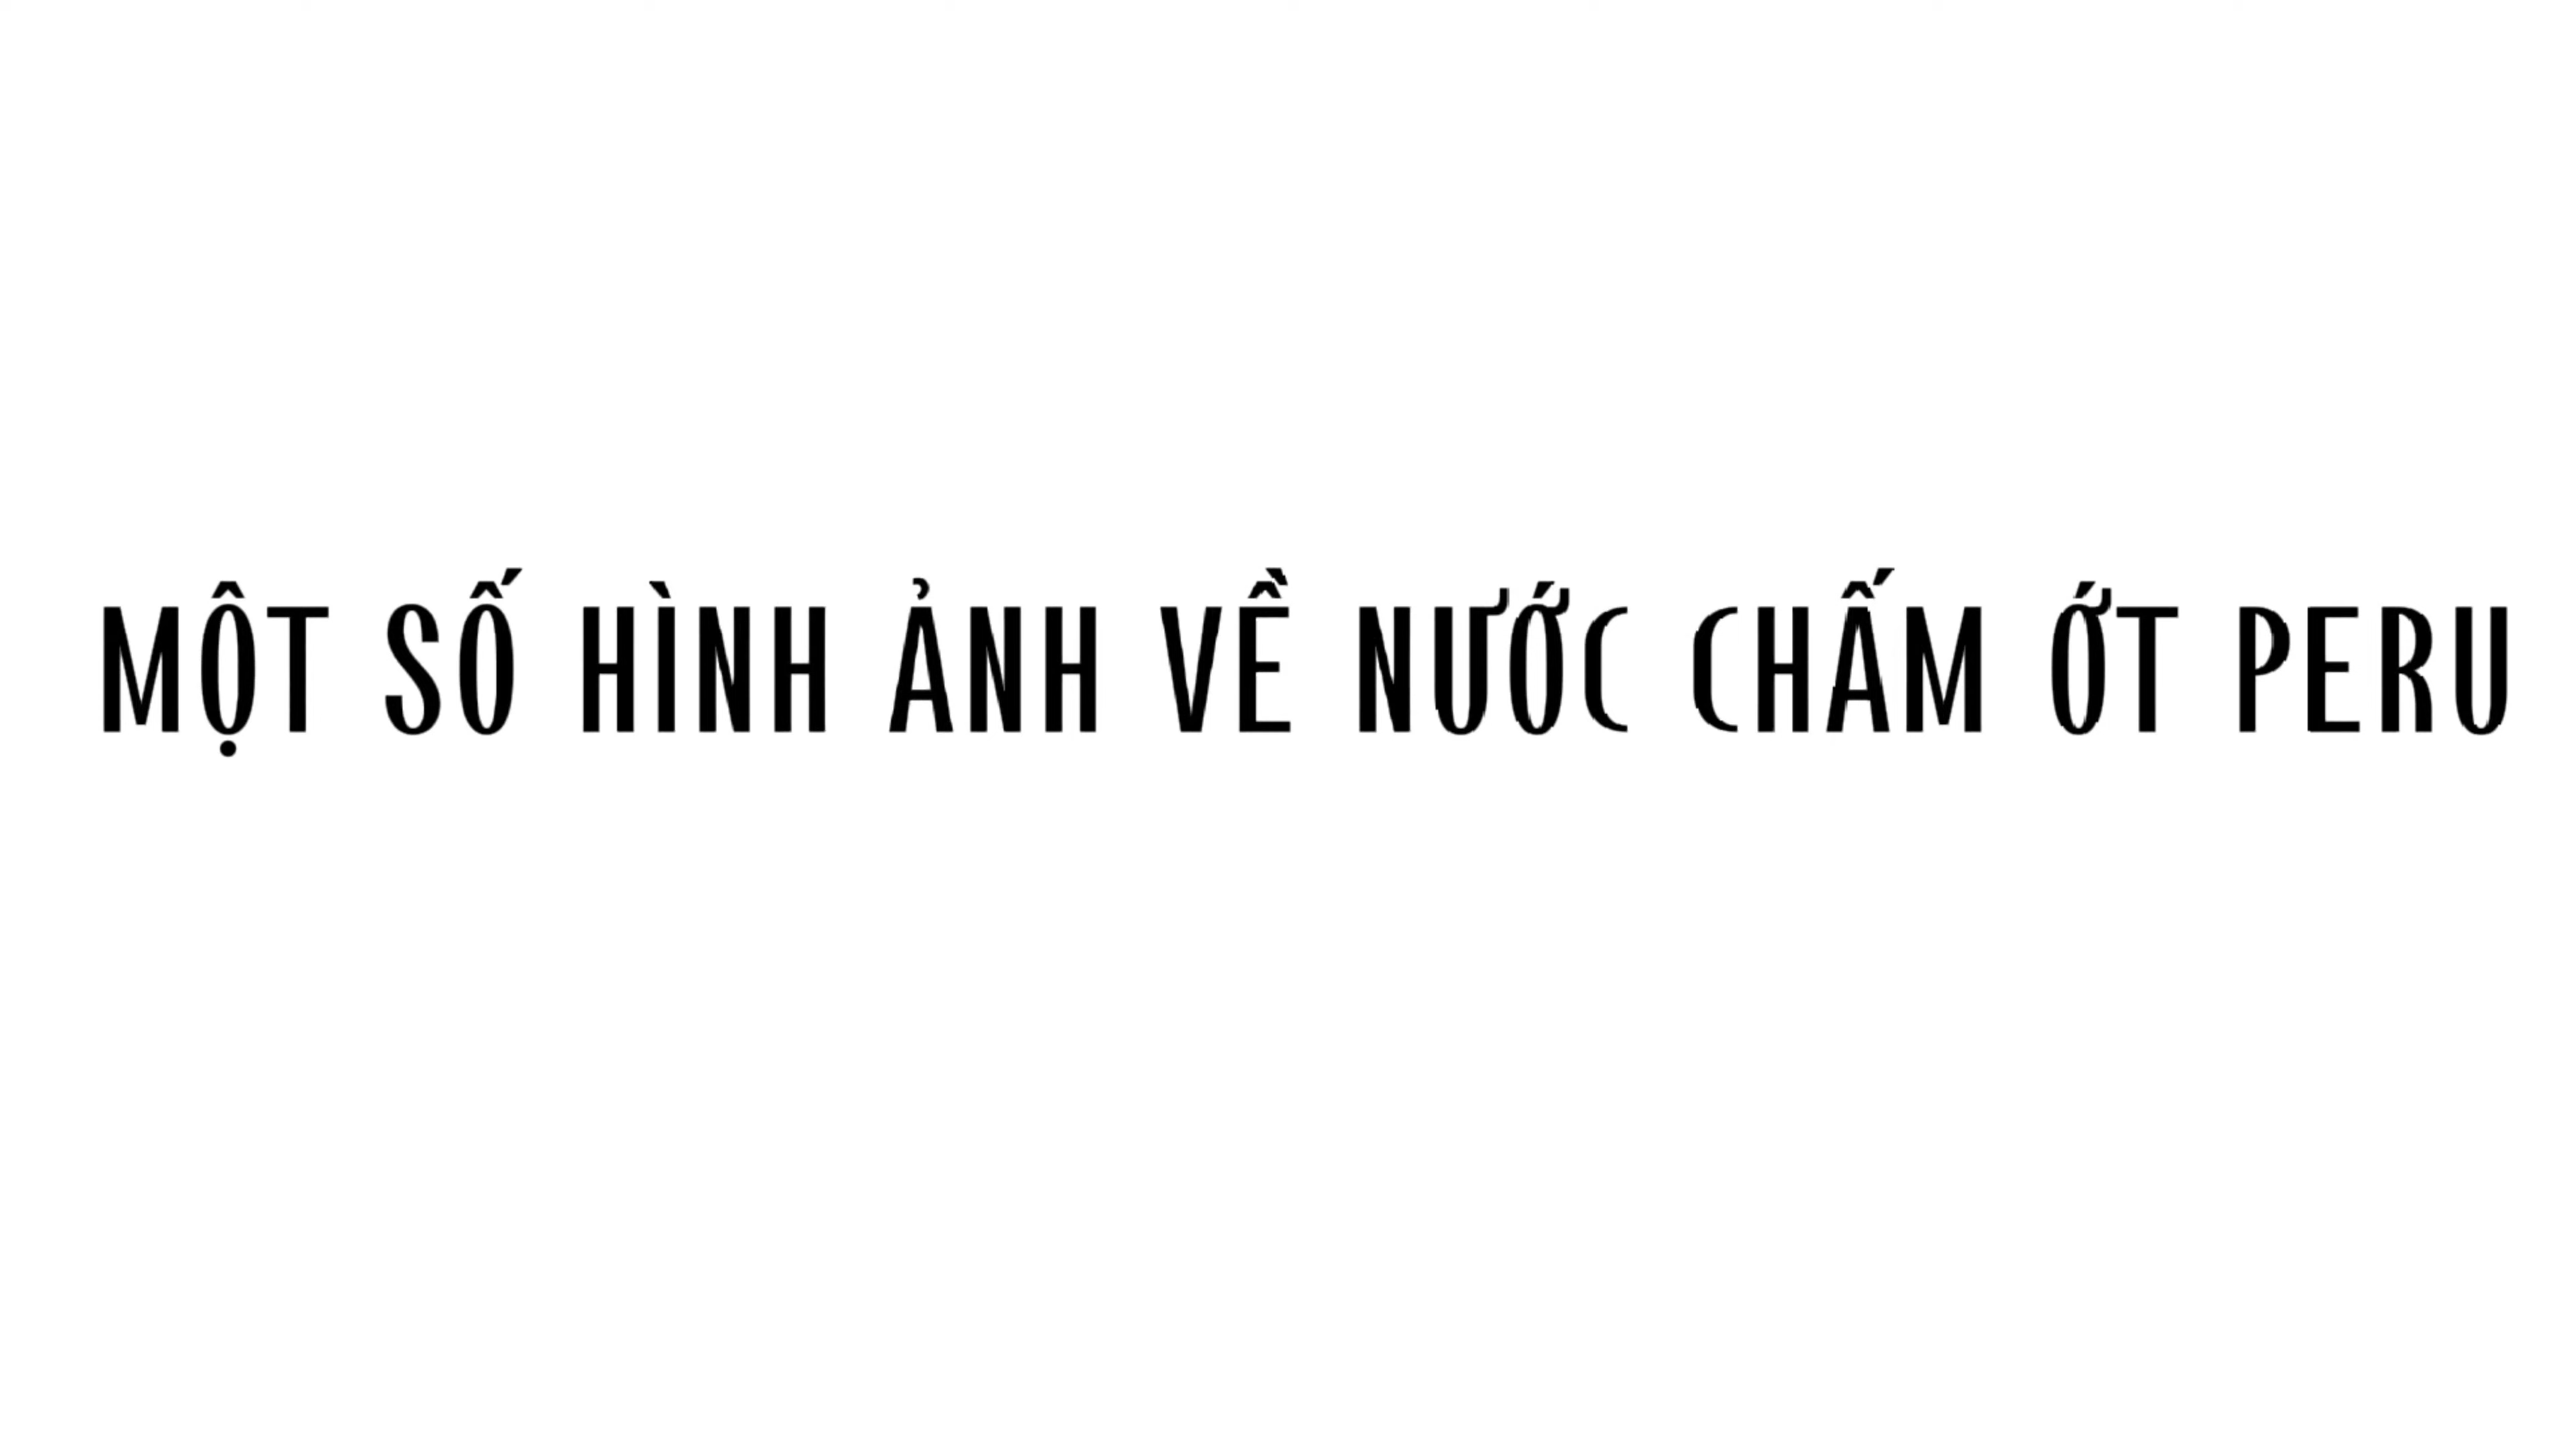 MỘT SỐ HÌNH ẢNH VỀ NƯỚC CHẤM ỚT PERU